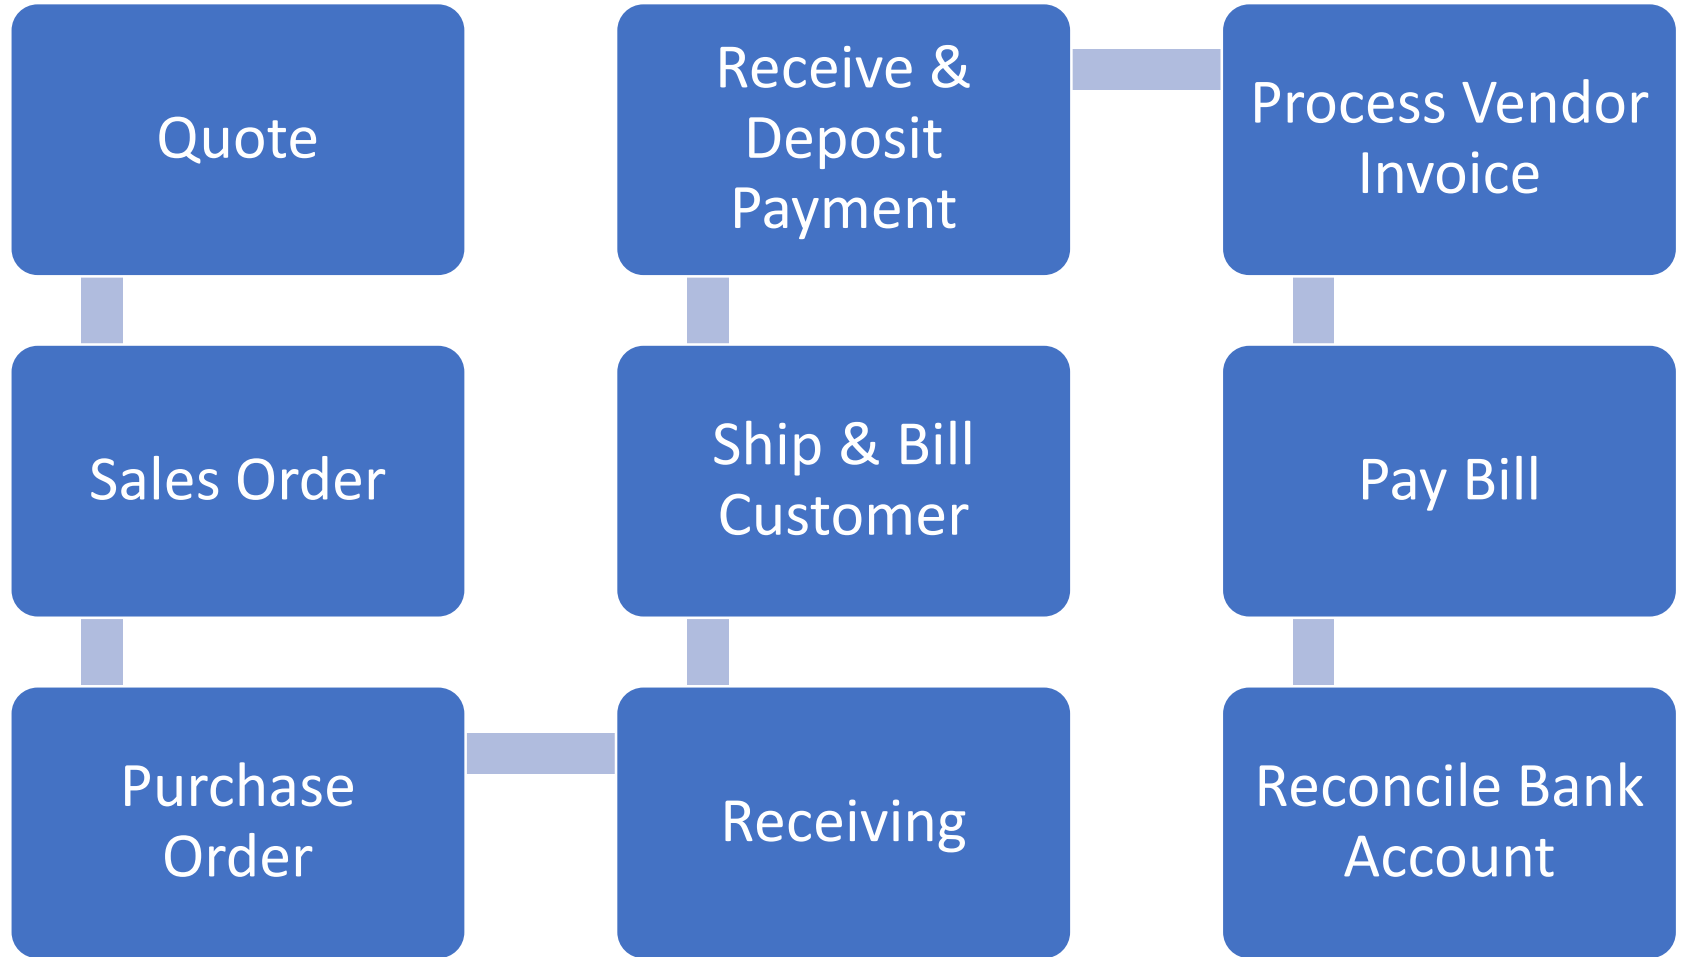 Quote
Sales Order
Purchase
Order
Receiving
Ship & Bill
Customer
Receive &
Deposit
Payment
Process Vendor
Invoice
Pay Bill
Reconcile Bank
Account